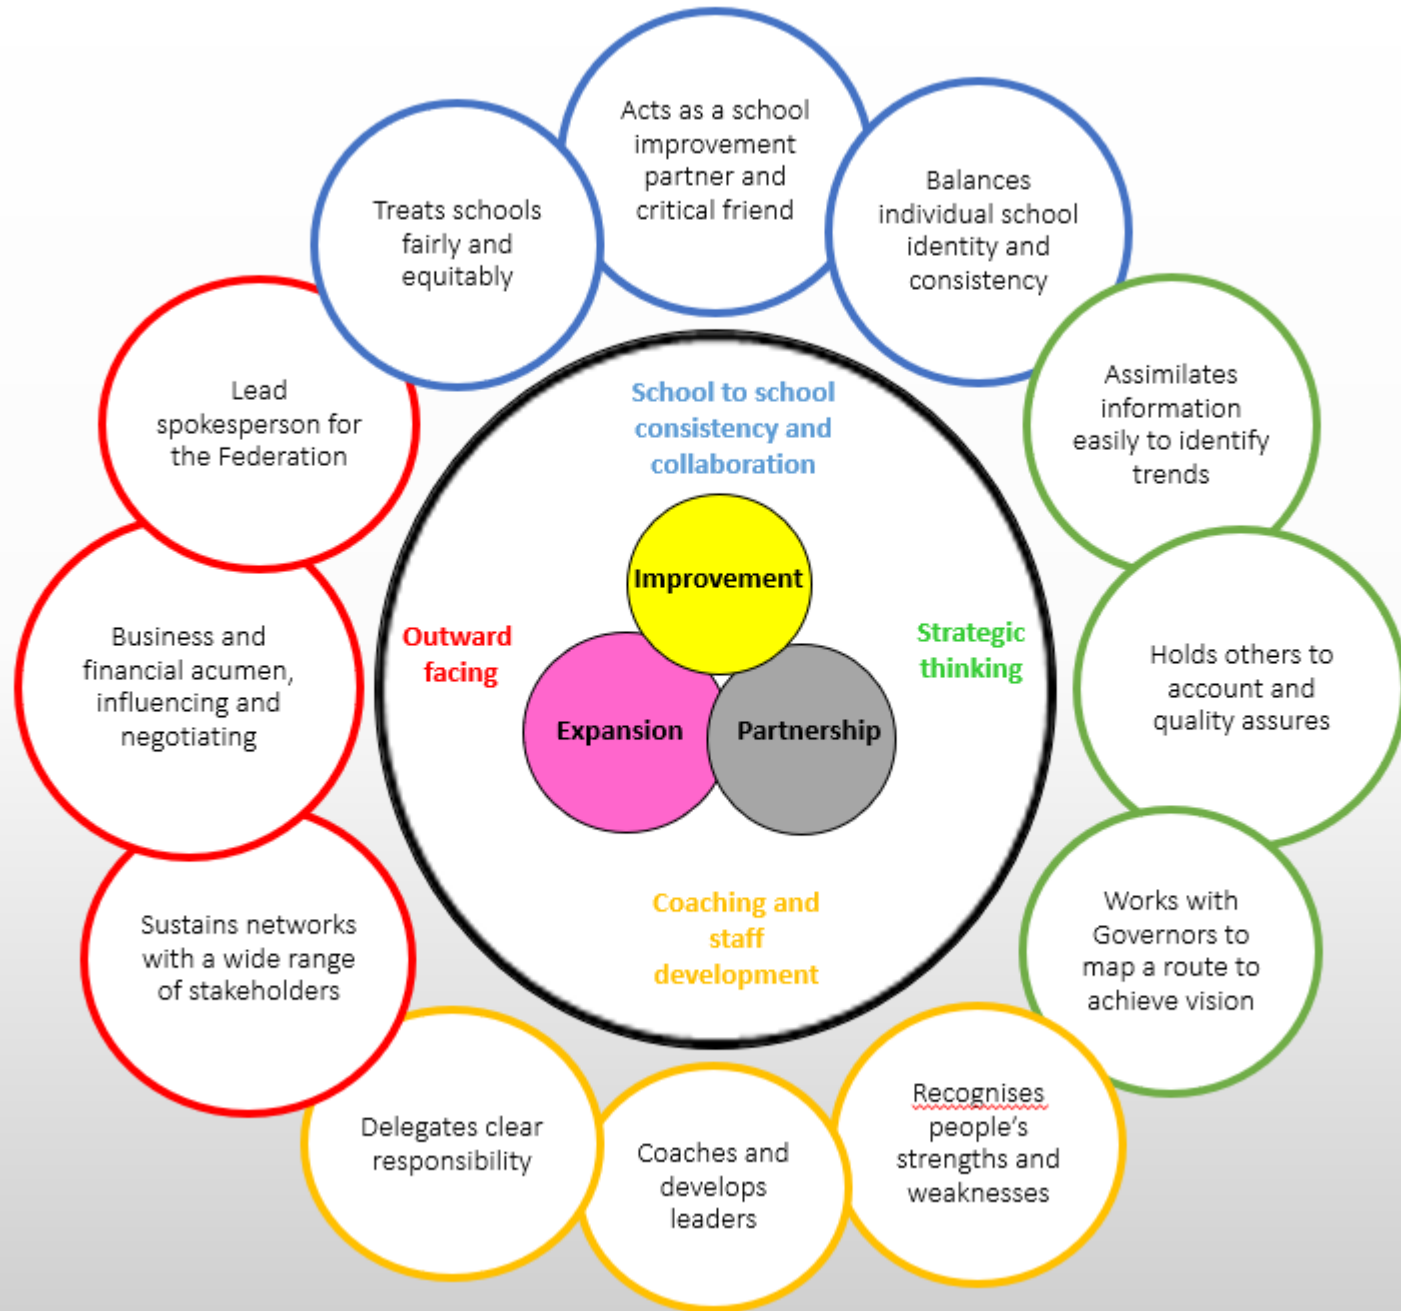 Acts as a school
improvement
partner and
critical friend
Balances
individual school
identity and
consistency
Treats schools
fairly and
equitably
Assimilates
information
easily to identify
trends
Lead
spokesperson for
the Federation
School to school
consistency and
collaboration
Improvement
Outward
facing
Strategic
thinking
Business and
financial acumen,
influencing and
negotiating
Holds others to
account and
quality assures
Expansion
Partnership
Coaching and
staff
development
Sustains networks
with a wide range
of stakeholders
Works with
Governors to
map a route to
achieve vision
Delegates clear
responsibility
Coaches and
develops
leaders
Recognises
people’s
strengths and
weaknesses